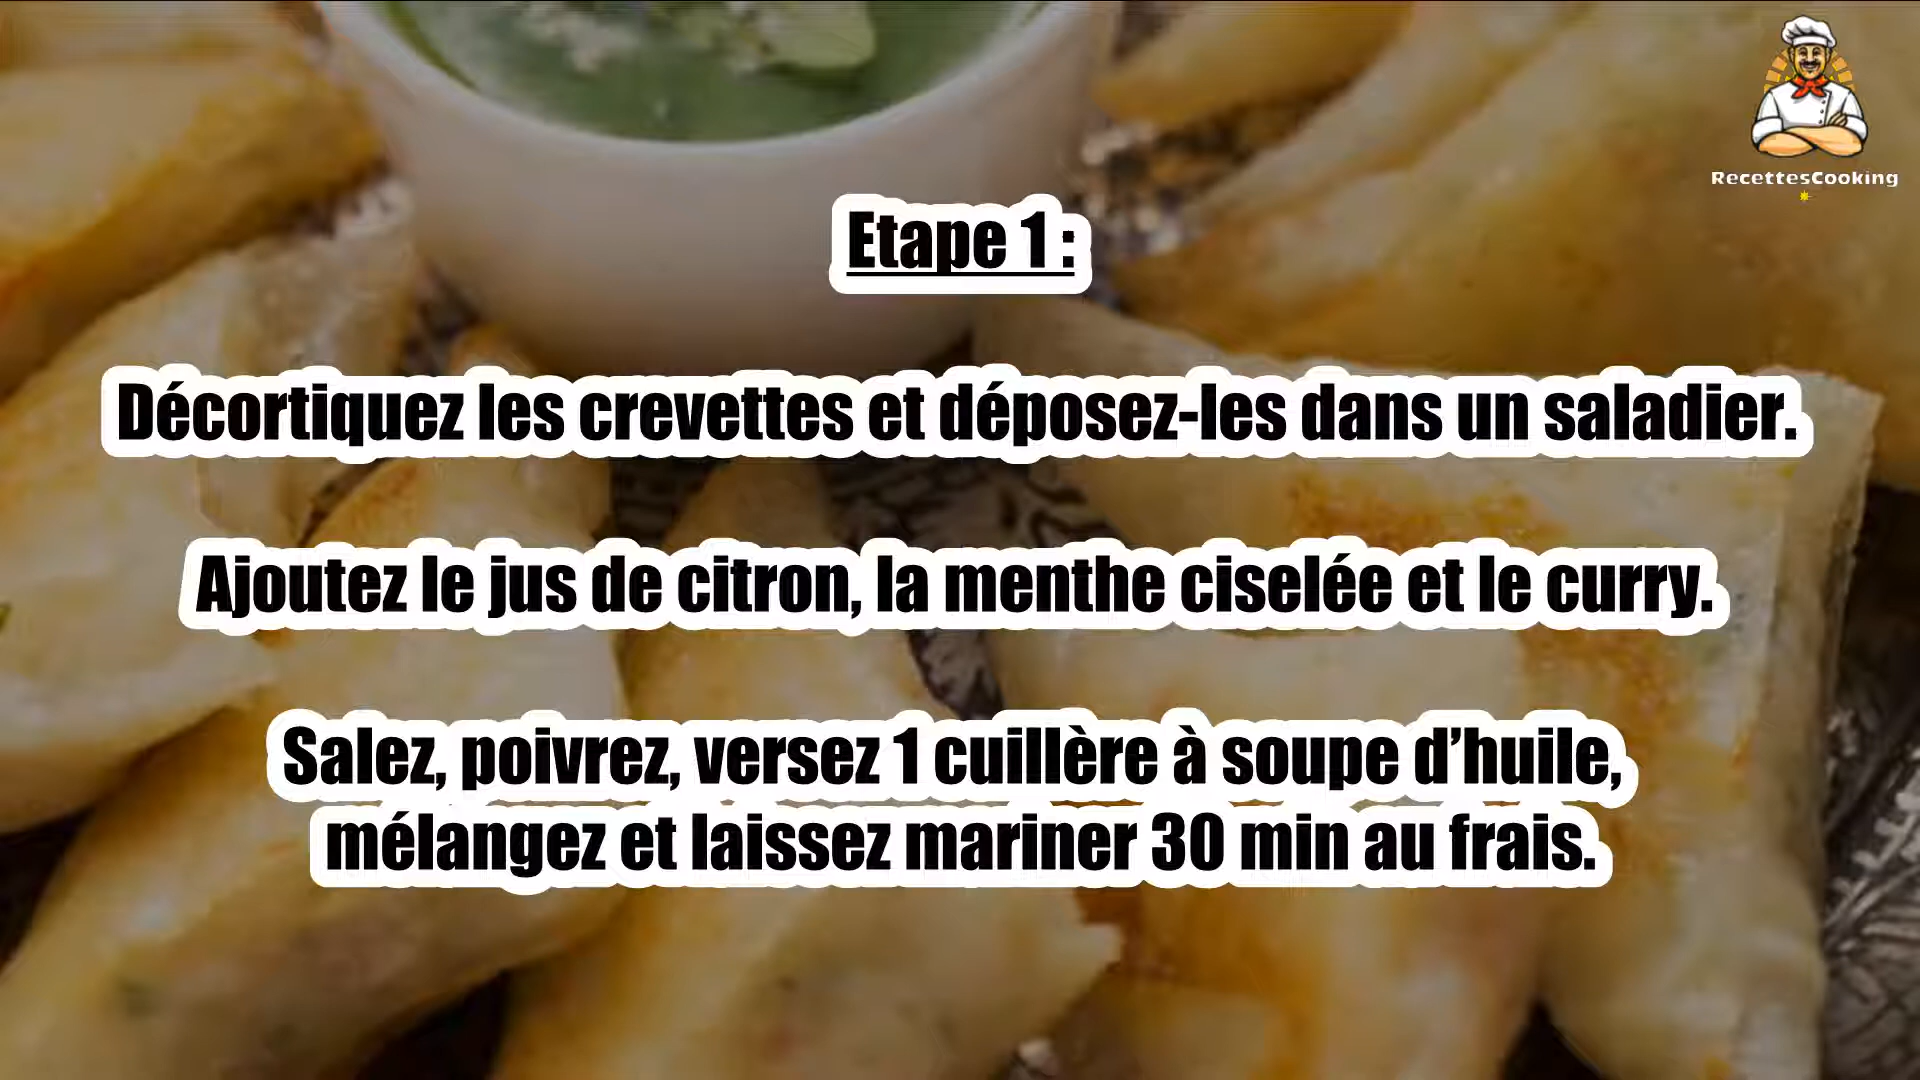 RecettesCooking
Etape 1 :
Décortiquez les crevettes et déposez-les dans un saladier.
Ajoutez le jus de citron, la menthe ciselée et le curry.
Salez, poivrez, versez 1 cuillère à soupe d’huile,
mélangez et laissez mariner 30 min au frais.